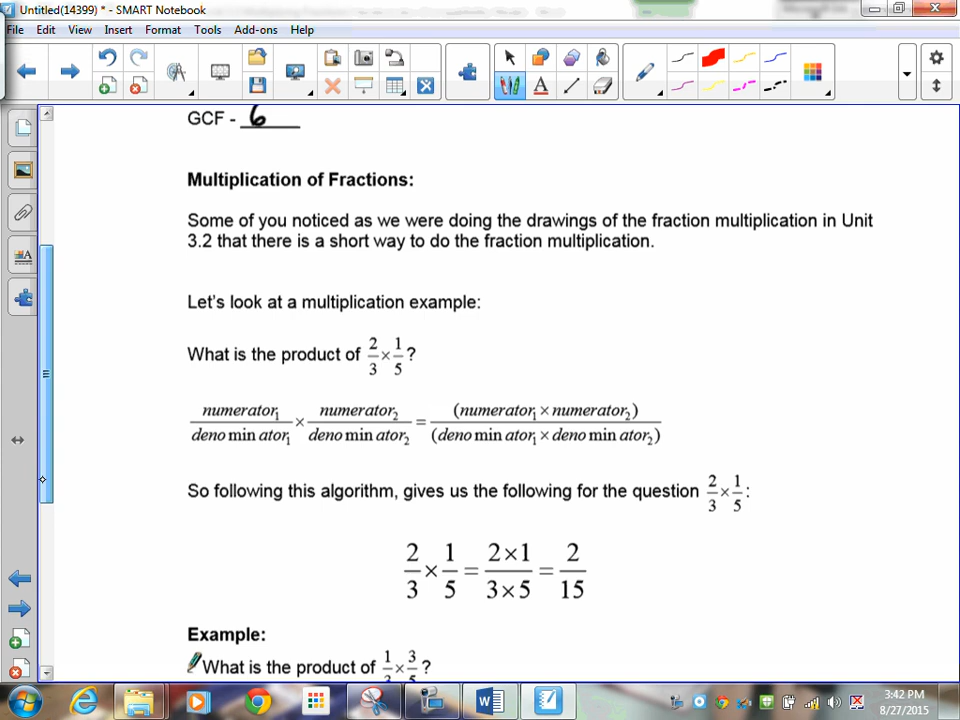 Untitled(14399) * - SMART Notebook
File Edit View Insert Format Tools Add-ons Help
GCF - 6
Multiplication of Fractions:
Some of you noticed as we were doing the drawings of the fraction multiplication in Unit
3.2 that there is a short way to do the fraction multiplication.
Let's look at a multiplication example:
What is the product of 2/3 × 1/5 ?
numerator₁/deno min ator₁ × numerator₂/deno min ator₂ = (numerator₁ × numerator₂)/(deno min ator₁ × deno min ator₂)
So following this algorithm, gives us the following for the question 2/3 × 1/5 :
2/3 × 1/5 = 2×1/3×5 = 2/15
Example:
What is the product of 1/3 × 3/5 ?
3:42 PM
8/27/2015